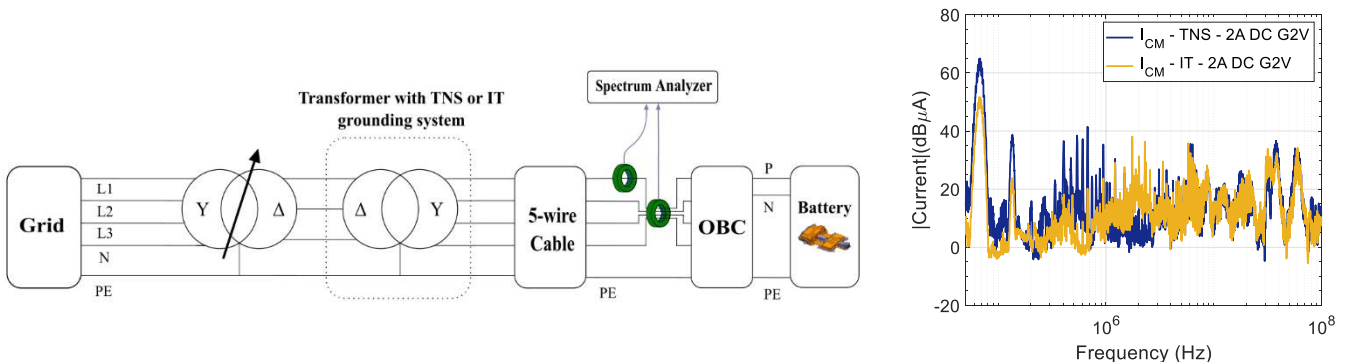 Spectrum Analyzer
Transformer with TNS or IT
grounding system
Grid
L1
L2
L3
N
PE
Y
Δ
Δ
Y
5-wire
Cable
PE
OBC
P
N
PE
Battery
I_CM - TNS - 2A DC G2V
I_CM - IT - 2A DC G2V
|Current|(dBμA)
80
60
40
20
0
-20
10^6
10^8
Frequency (Hz)